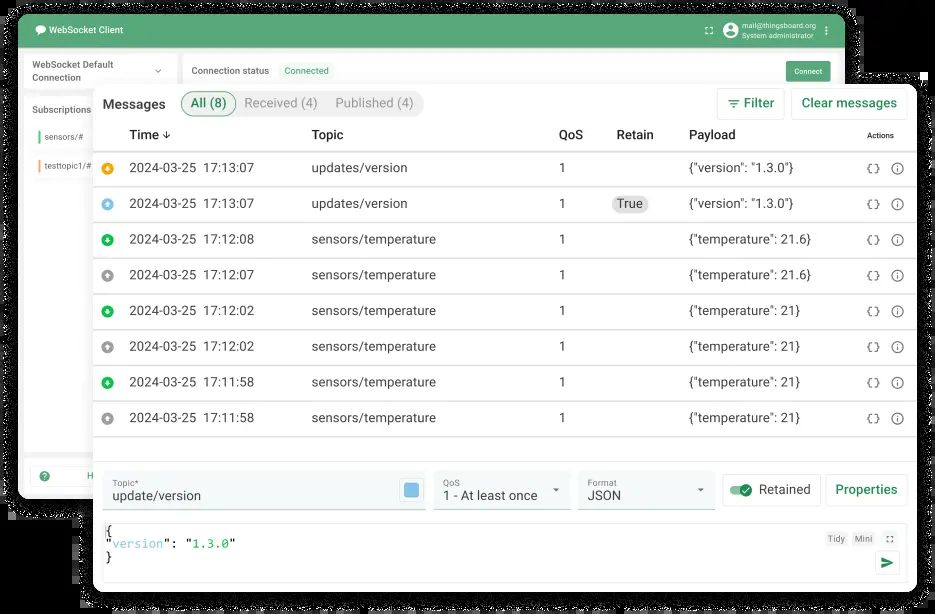 WebSocket Client
mail@thingsboard.org
System administrator
WebSocket Default
Connection
Connection status Connected
Connect
Subscriptions
sensors/#
testtopic1/#
Messages All (8) Received (4) Published (4) Filter Clear messages
Time Topic QoS Retain Payload Actions
2024-03-25 17:13:07 updates/version 1 {"version": "1.3.0"} {}
2024-03-25 17:13:07 updates/version 1 True {"version": "1.3.0"} {}
2024-03-25 17:12:08 sensors/temperature 1 {"temperature": 21.6} {}
2024-03-25 17:12:07 sensors/temperature 1 {"temperature": 21.6} {}
2024-03-25 17:12:02 sensors/temperature 1 {"temperature": 21} {}
2024-03-25 17:12:02 sensors/temperature 1 {"temperature": 21} {}
2024-03-25 17:11:58 sensors/temperature 1 {"temperature": 21} {}
2024-03-25 17:11:58 sensors/temperature 1 {"temperature": 21} {}
H
Topic*
update/version
QoS
1 - At least once
Format
JSON
Retained
Properties
{
"version": "1.3.0"
}
Tidy Mini